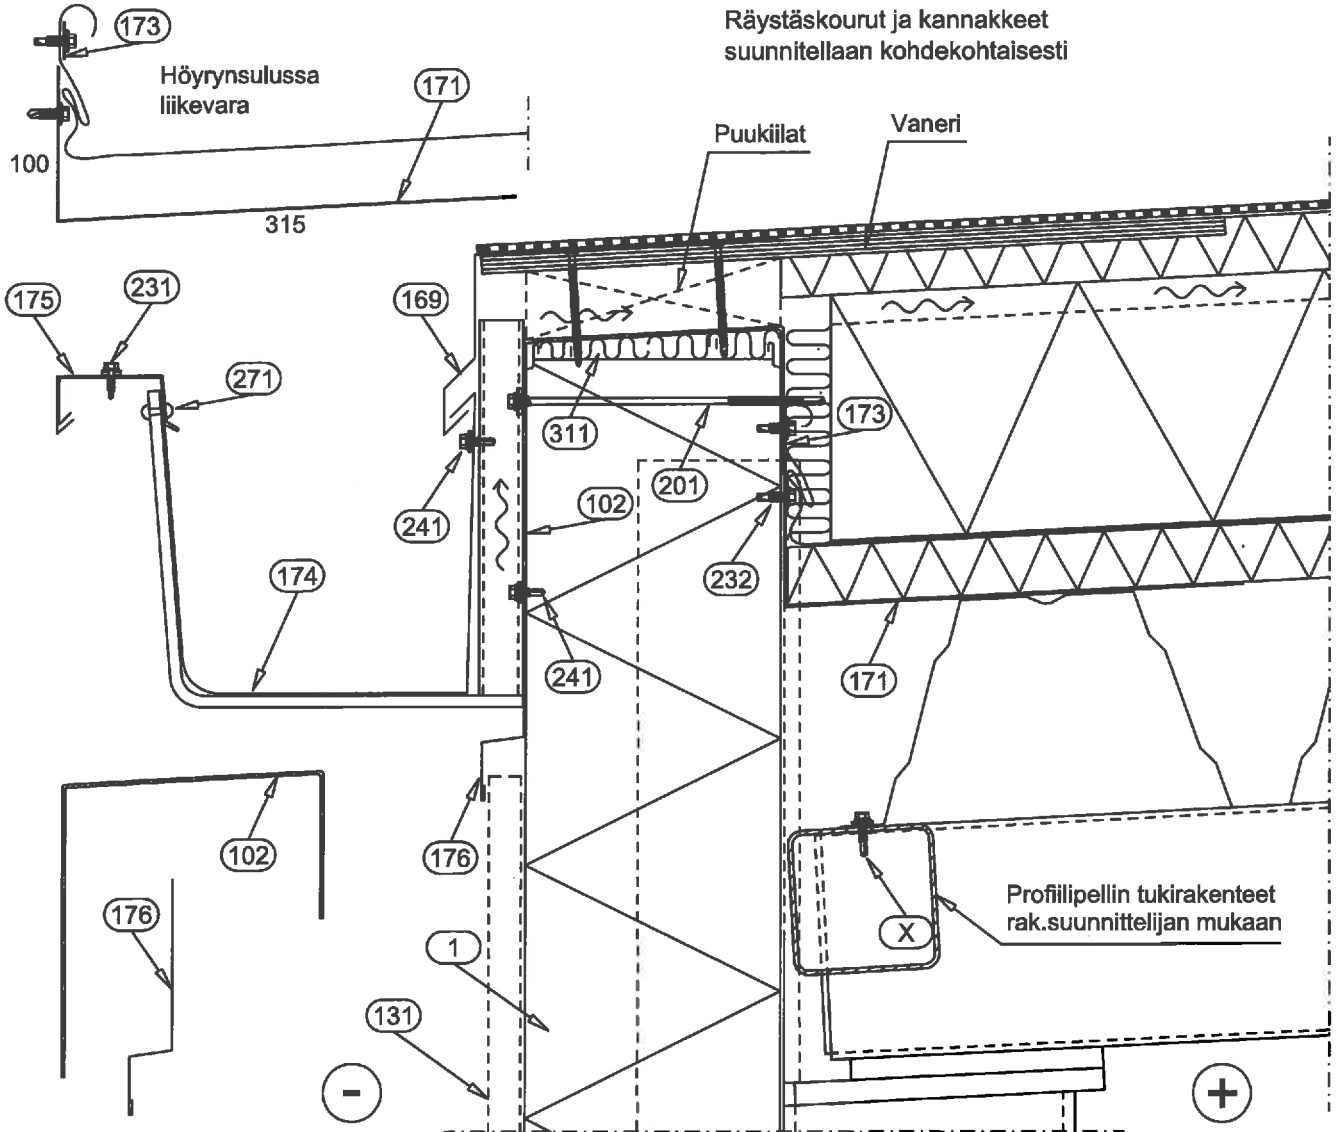 Räystäskourut ja kannakkeet
suunnitellaan kohdekohtaisesti
173
Höyrynsulussa
liikevara
171
100
315
Puukiilat
Vaneri
175
231
169
271
311
173
201
241
102
232
174
241
171
176
102
176
1
X
Profiilipellin tukirakenteet
rak.suunnittelijan mukaan
131
-
+